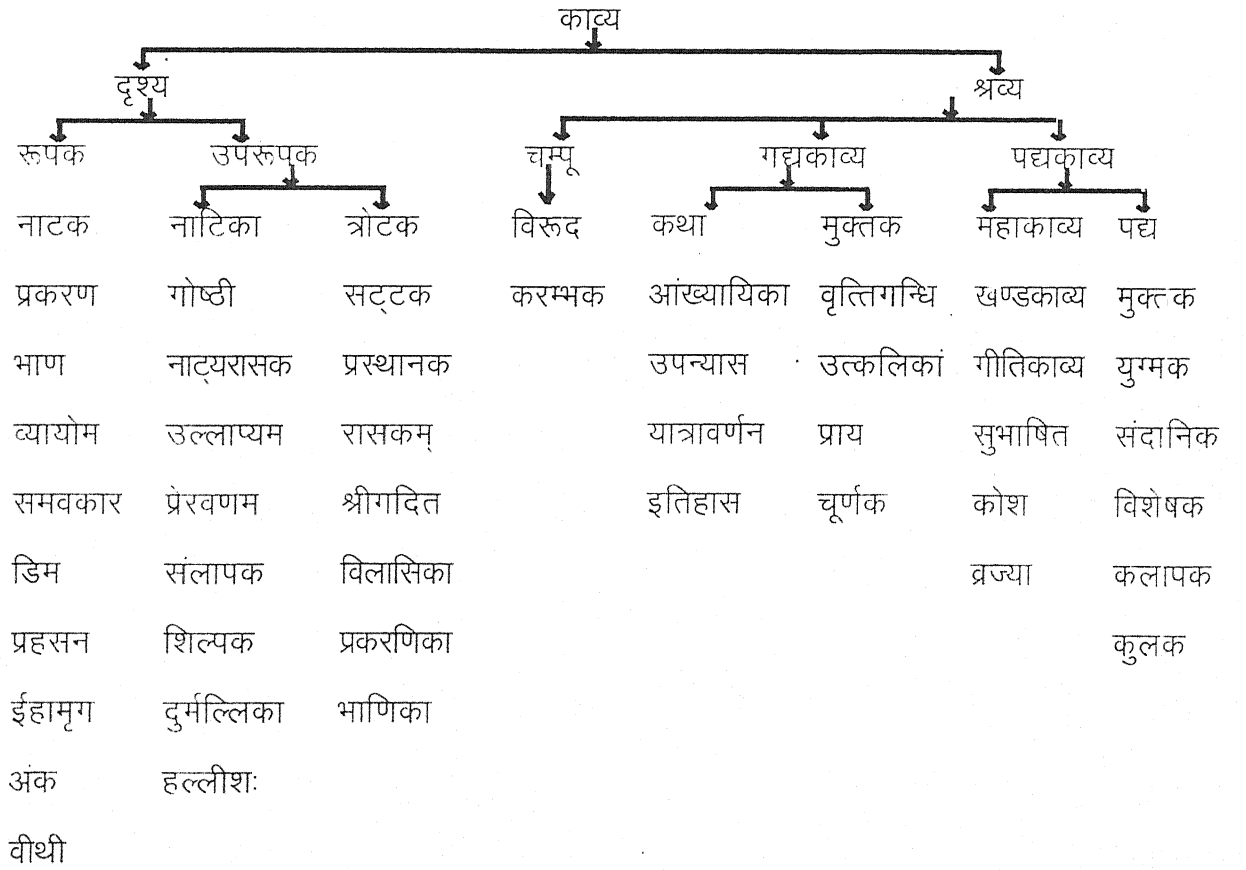 काव्य
दृश्य श्रव्य
रूपक उपरूपक चम्पू गद्यकाव्य पद्यकाव्य
नाटक नाटिका त्रोटक विरूद कथा मुक्तक महाकाव्य पद्य
प्रकरण गोष्ठी सट्टक करम्भक आंख्यायिका वृत्तिगन्धि खण्डकाव्य मुक्तक
भाण नाट्यरासक प्रस्थानक उपन्यास उत्कलिकां गीतिकाव्य युग्मक
व्यायोम उल्लाप्यम रासकम् यात्रावर्णन प्राय सुभाषित संदानिक
समवकार प्रेरवणम श्रीगदित इतिहास चूर्णक कोश विशेषक
डिम संलापक विलासिका व्रज्या कलापक
प्रहसन शिल्पक प्रकरणिका कुलक
ईहामृग दुर्मल्लिका भाणिका
अंक हल्लीशः
वीथी